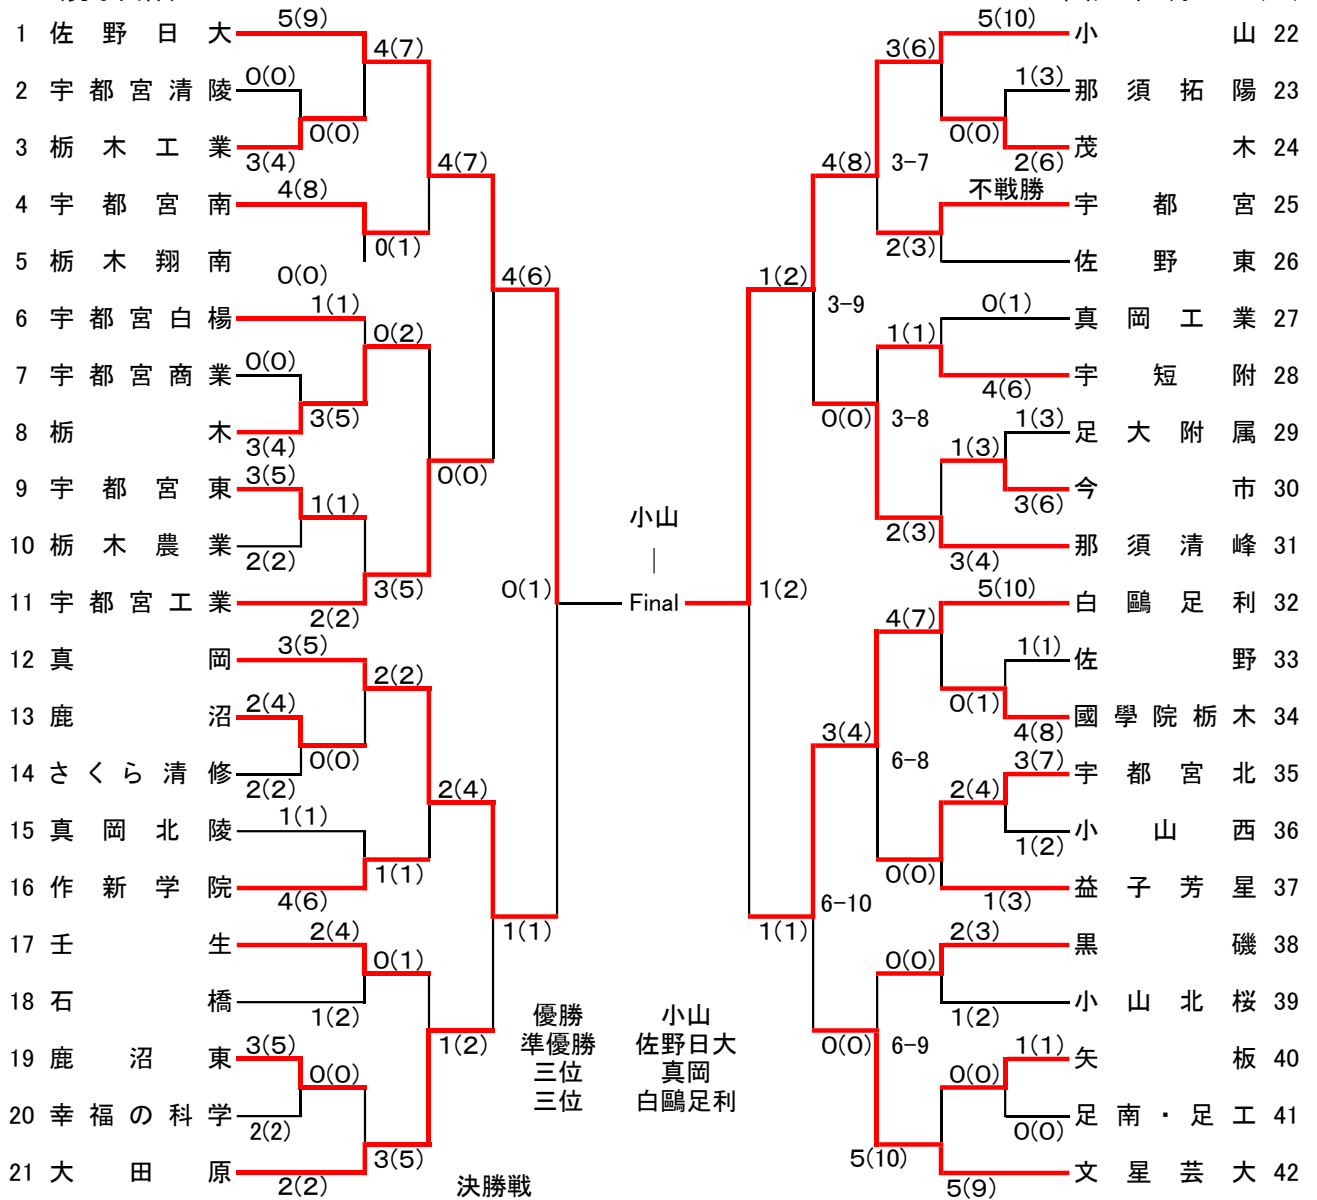 1 佐野日大 5(9)
4(7)
2 宇都宮清陵 0(0)
0(0)
3 栃木工業 3(4)
4(7)
4 宇都宮南 4(8)
0(1)
5 栃木翔南 0(0)
4(6)
6 宇都宮白楊 1(1)
0(2)
7 宇都宮商業 0(0)
3(5)
8 栃木 3(4)
0(0)
9 宇都宮東 3(5)
1(1)
10 栃木農業 2(2)
3(5)
11 宇都宮工業 2(2)
0(1)
12 真岡 3(5)
2(2)
13 鹿沼 2(4)
0(0)
14 さくら清修 2(2)
2(4)
15 真岡北陵 1(1)
1(1)
16 作新学院 4(6)
1(1)
17 壬生 2(4)
0(1)
18 石橋 1(2)
1(2)
19 鹿沼東 3(5)
0(0)
20 幸福の科学 2(2)
3(5)
21 大田原 2(2)
小山
|
Final
優勝 小山
準優勝 佐野日大
三位 真岡
三位 白鷗足利
決勝戦
5(10) 小山 22
3(6)
1(3) 那須拓陽 23
0(0)
2(6) 茂木 24
4(8) 3-7
不戦勝 宇都宮 25
2(3)
佐野東 26
1(2) 3-9
0(1) 真岡工業 27
1(1)
4(6) 宇短附 28
0(0) 3-8
1(3) 足大附属 29
1(3)
3(6) 今市 30
2(3)
3(4) 那須清峰 31
1(2)
5(10) 白鷗足利 32
4(7)
1(1) 佐野 33
0(1)
4(8) 國學院栃木 34
3(4) 6-8
3(7) 宇都宮北 35
2(4)
1(2) 小山西 36
0(0)
1(3) 益子芳星 37
1(1) 6-10
2(3) 黒磯 38
0(0)
1(2) 小山北桜 39
0(0) 6-9
1(1) 矢板 40
0(0)
0(0) 足南・足工 41
5(10)
5(9) 文星芸大 42